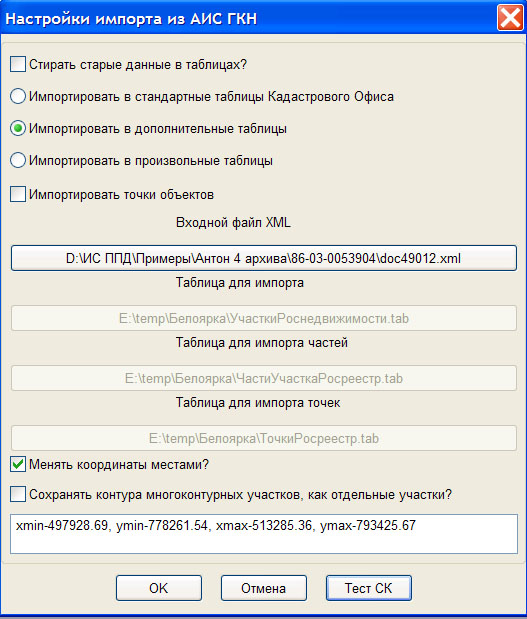 Настройки импорта из АИС ГКН
Стирать старые данные в таблицах?
Импортировать в стандартные таблицы Кадастрового Офиса
Импортировать в дополнительные таблицы
Импортировать в произвольные таблицы
Импортировать точки объектов
Входной файл XML
D:\ИС ППД\Примеры\Антон 4 архива\86-03-0053904\doc49012.xml
Таблица для импорта
E:\temp\Белоярка\УчасткиРоснедвижимости.tab
Таблица для импорта частей
E:\temp\Белоярка\ЧастиУчасткаРосреестр.tab
Таблица для импорта точек
E:\temp\Белоярка\ТочкиРосреестр.tab
Менять координаты местами?
Сохранять контура многоконтурных участков, как отдельные участки?
xmin-497928.69, ymin-778261.54, xmax-513285.36, ymax-793425.67
OK Отмена Тест СК